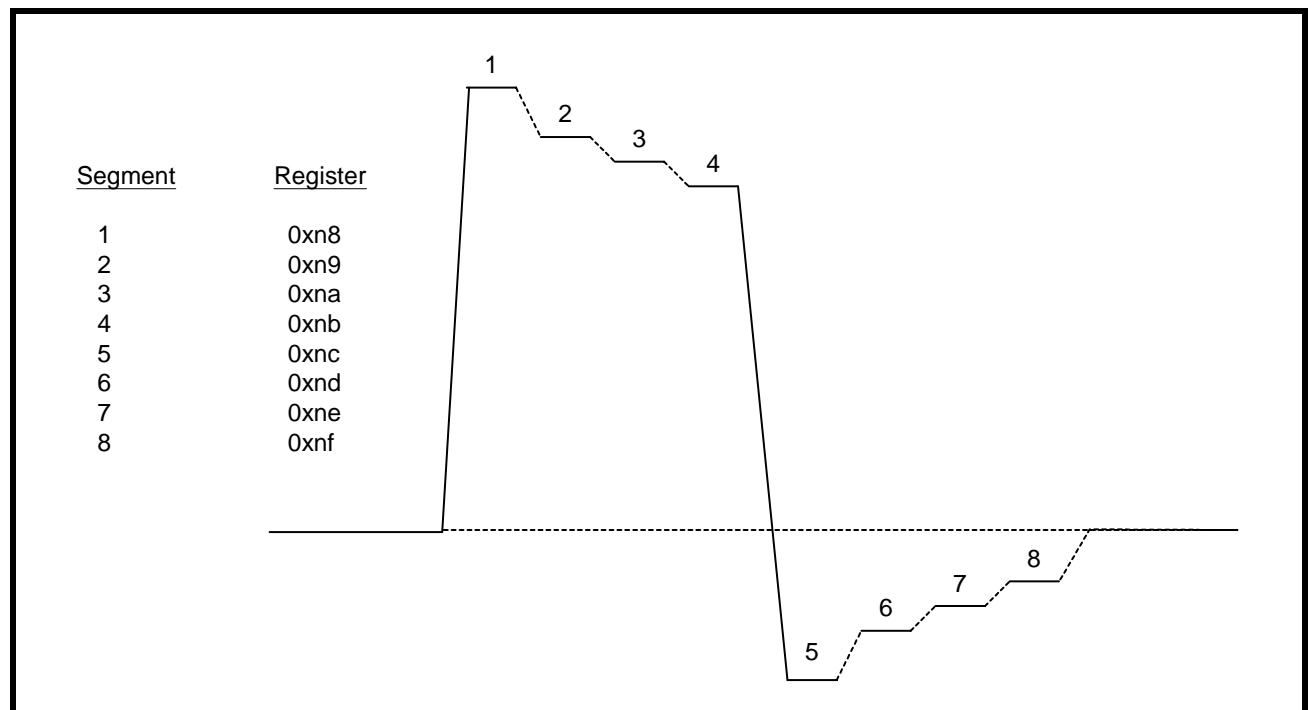 Segment Register
1 0xn8
2 0xn9
3 0xna
4 0xnb
5 0xnc
6 0xnd
7 0xne
8 0xnf
1
2
3
4
5
6
7
8